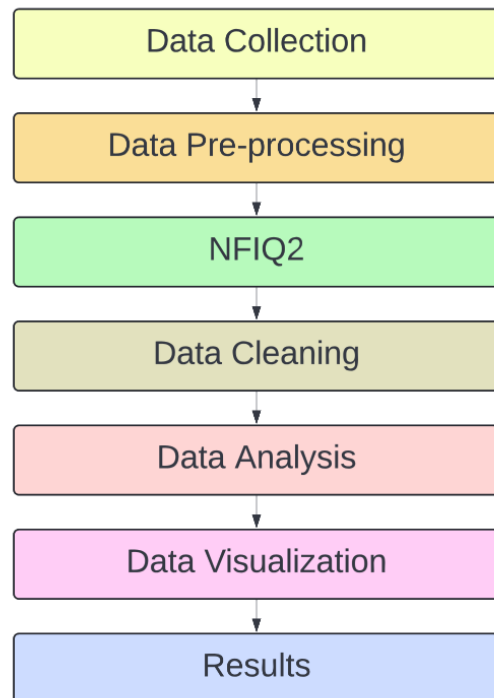 Data Collection
Data Pre-processing
NFIQ2
Data Cleaning
Data Analysis
Data Visualization
Results